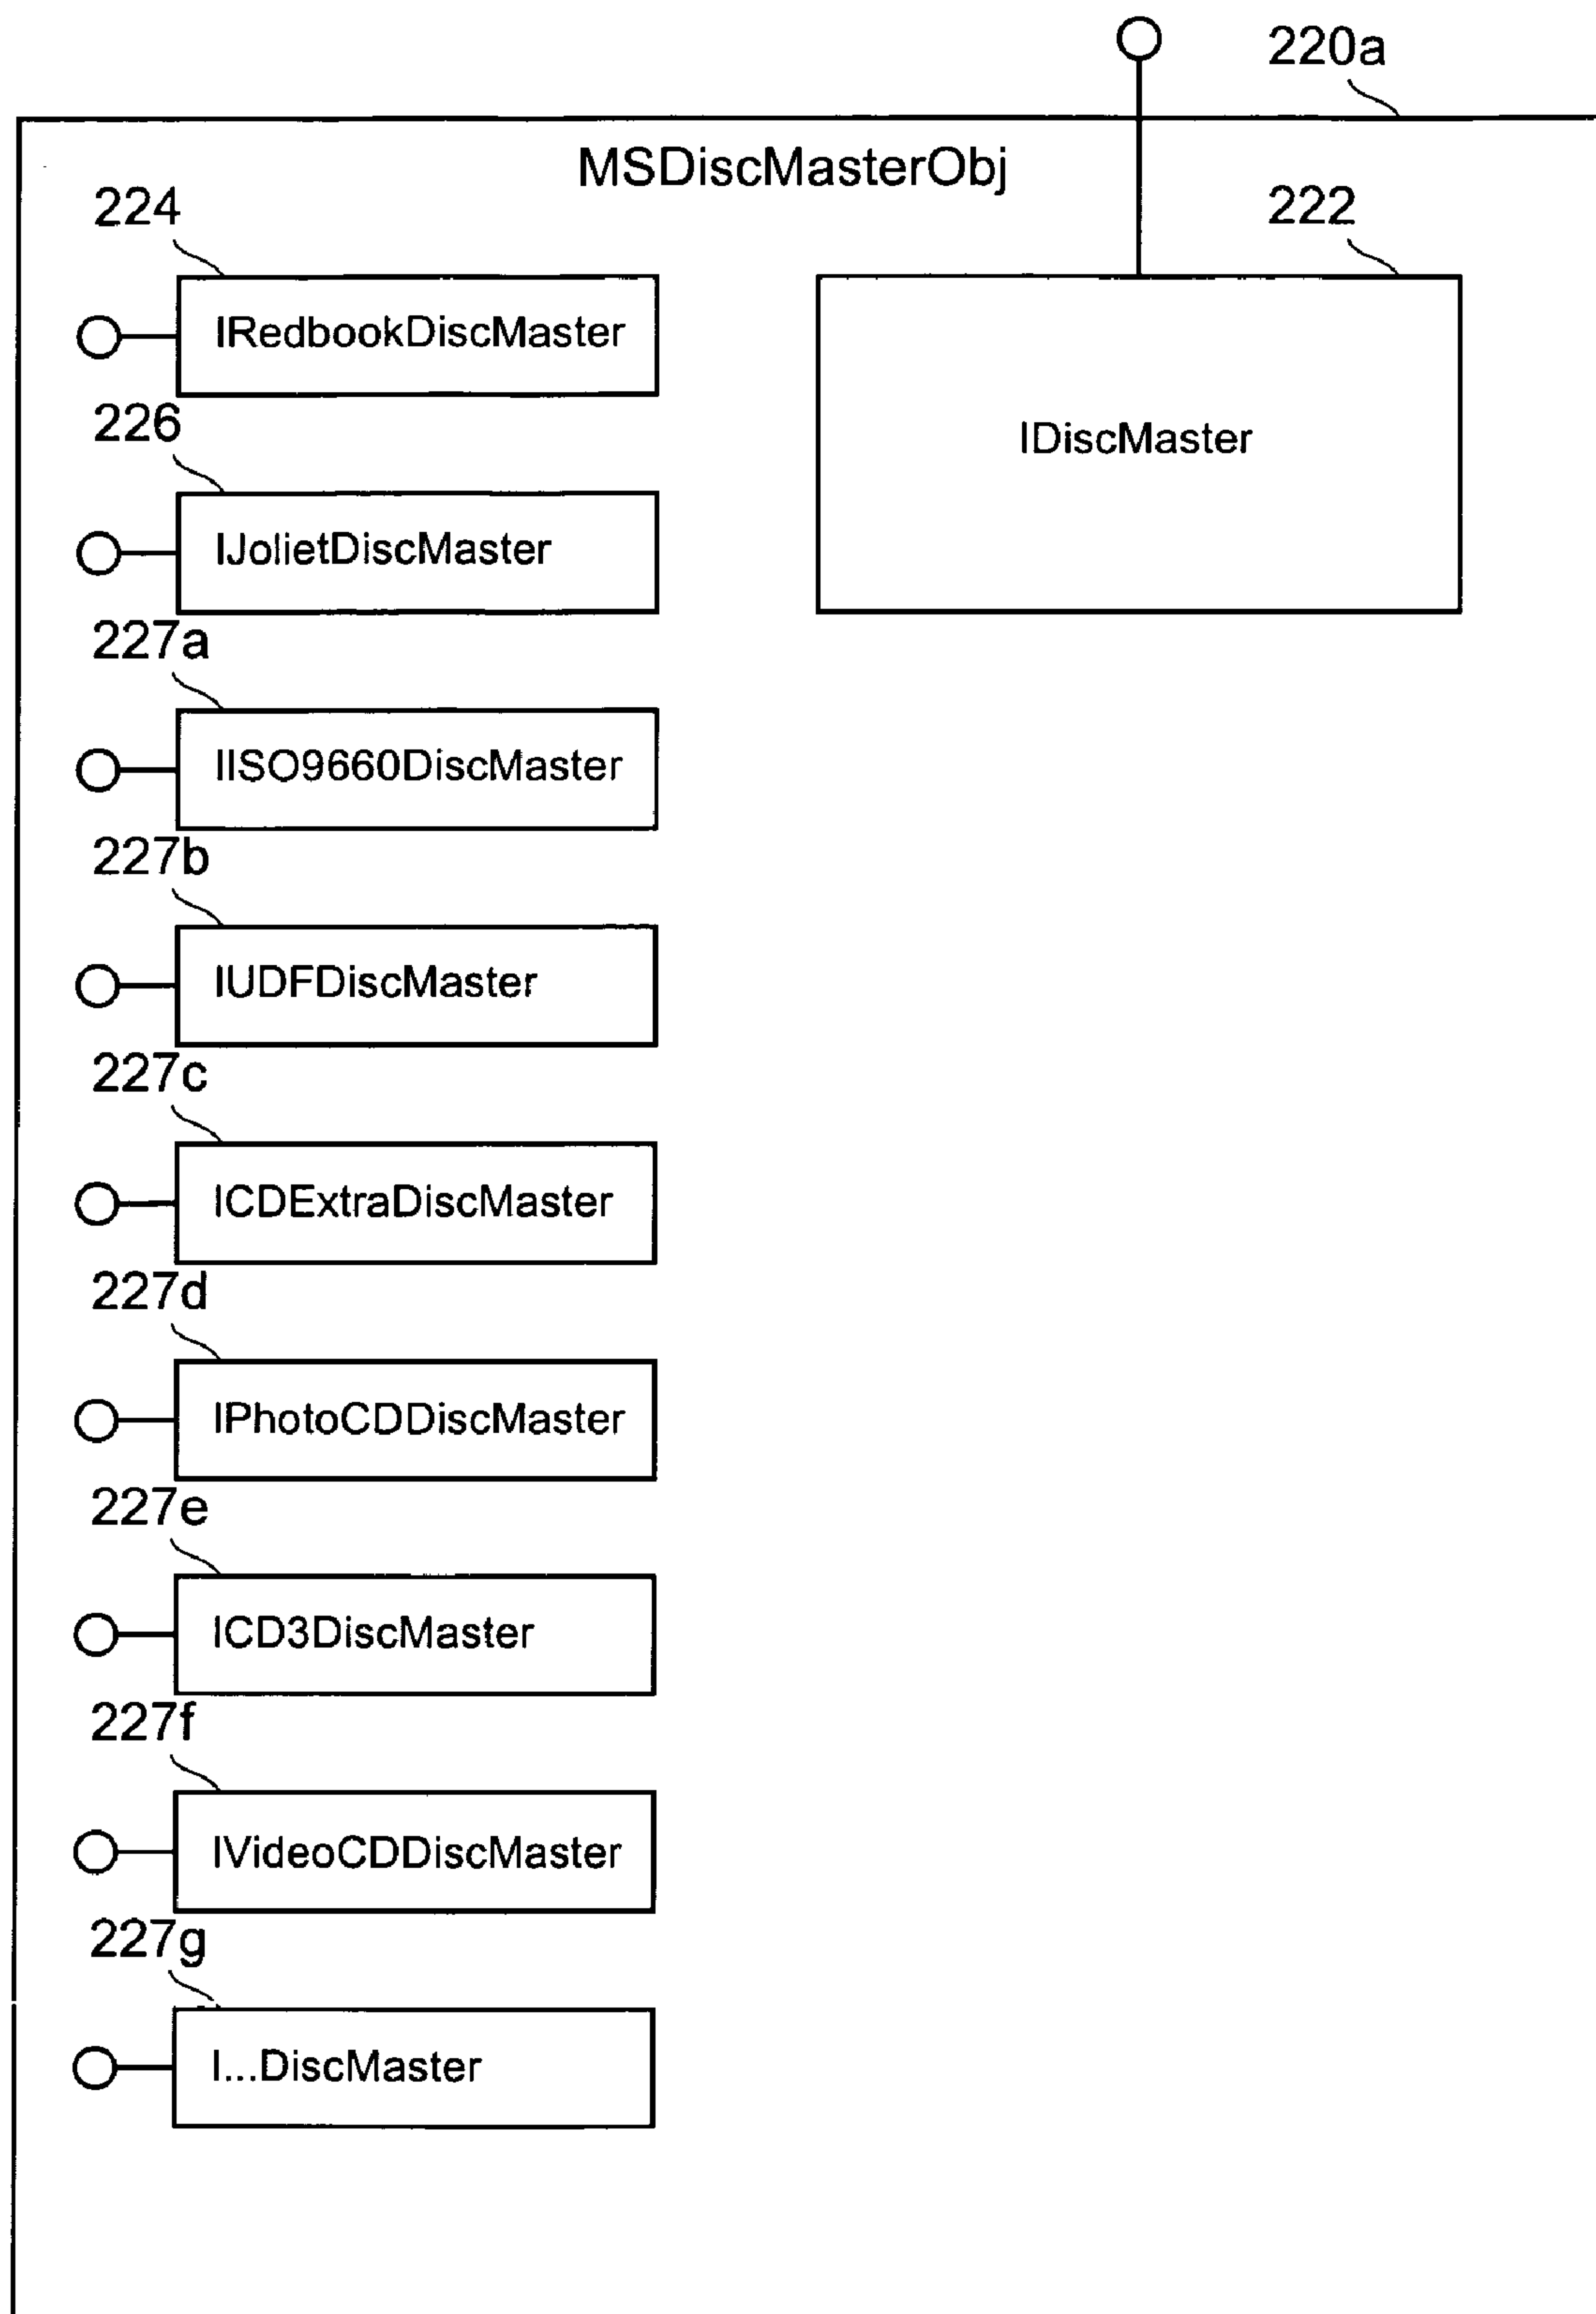 220a
MSDiscMasterObj
224
222
IRedbookDiscMaster
226
IDiscMaster
IJolietDiscMaster
227a
IISO9660DiscMaster
227b
IUDFDiscMaster
227c
ICDExtraDiscMaster
227d
IPhotoCDDiscMaster
227e
ICD3DiscMaster
227f
IVideoCDDiscMaster
227g
I...DiscMaster